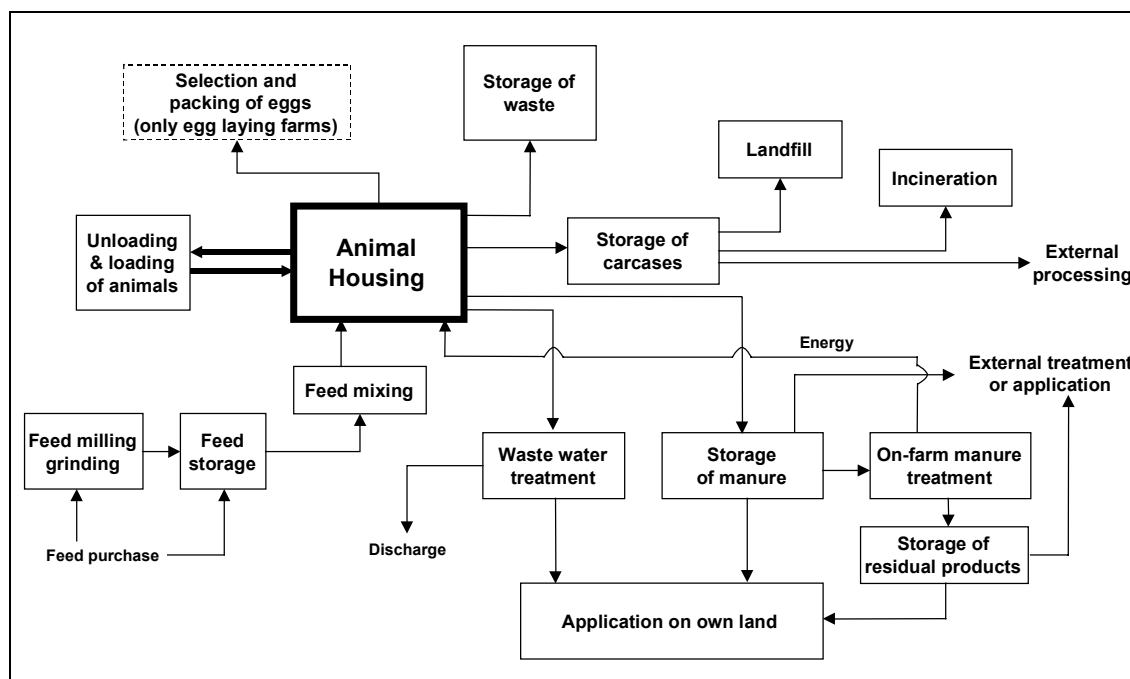 Selection and
packing of eggs
(only egg laying farms)
Storage of
waste
Landfill
Incineration
Unloading
& loading
of animals
Animal
Housing
Storage of
carcases
External
processing
Energy
External treatment
or application
Feed mixing
Feed milling
grinding
Feed
storage
Waste water
treatment
Storage
of manure
On-farm manure
treatment
Feed purchase
Discharge
Storage of
residual products
Application on own land